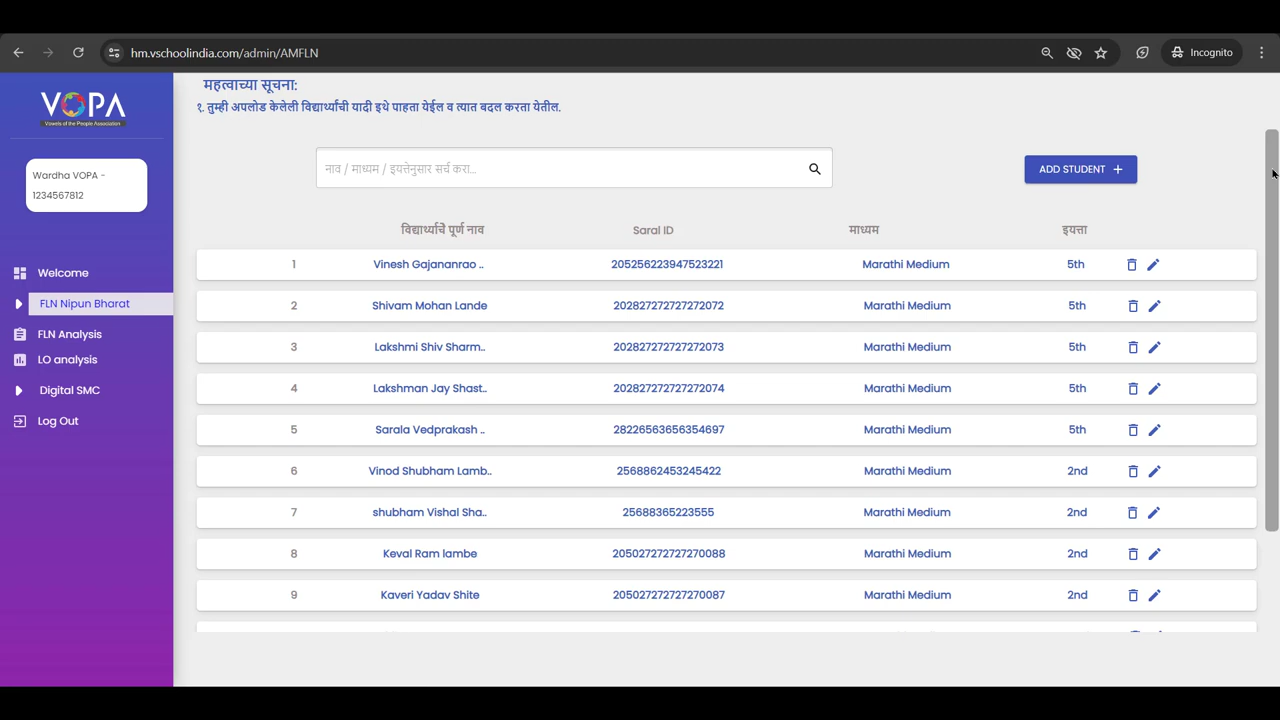 hm.vschoolindia.com/admin/AMFLN
Incognito
VOPA
Vowels of the People Association
महत्वाच्या सूचना:
१. तुम्ही अपलोड केलेली विद्यार्थ्यांची यादी इथे पाहता येईल व त्यात बदल करता येतील.
Wardha VOPA -
1234567812
नाव / माध्यम / इयत्तेनुसार सर्च करा...
ADD STUDENT +
Welcome
FLN Nipun Bharat
FLN Analysis
LO analysis
Digital SMC
Log Out
विद्यार्थ्याचे पूर्ण नाव Saral ID माध्यम इयत्ता
1 Vinesh Gajananrao .. 205256223947523221 Marathi Medium 5th
2 Shivam Mohan Lande 202827272727272072 Marathi Medium 5th
3 Lakshmi Shiv Sharm.. 202827272727272073 Marathi Medium 5th
4 Lakshman Jay Shast.. 202827272727272074 Marathi Medium 5th
5 Sarala Vedprakash .. 28226563656354697 Marathi Medium 5th
6 Vinod Shubham Lamb.. 2568862453245422 Marathi Medium 2nd
7 shubham Vishal Sha.. 25688365223555 Marathi Medium 2nd
8 Keval Ram lambe 205027272727270088 Marathi Medium 2nd
9 Kaveri Yadav Shite 205027272727270087 Marathi Medium 2nd